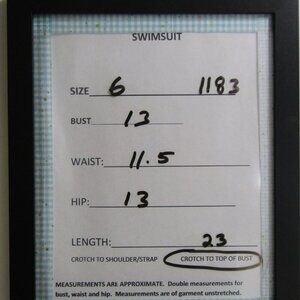 SWIMSUIT
SIZE 6 1183
BUST 13
WAIST: 11.5
HIP: 13
LENGTH: 23
CROTCH TO SHOULDER/STRAP CROTCH TO TOP OF BUST
MEASUREMENTS ARE APPROXIMATE. Double measurements for
bust, waist and hip. Measurements are of garment unstretched.